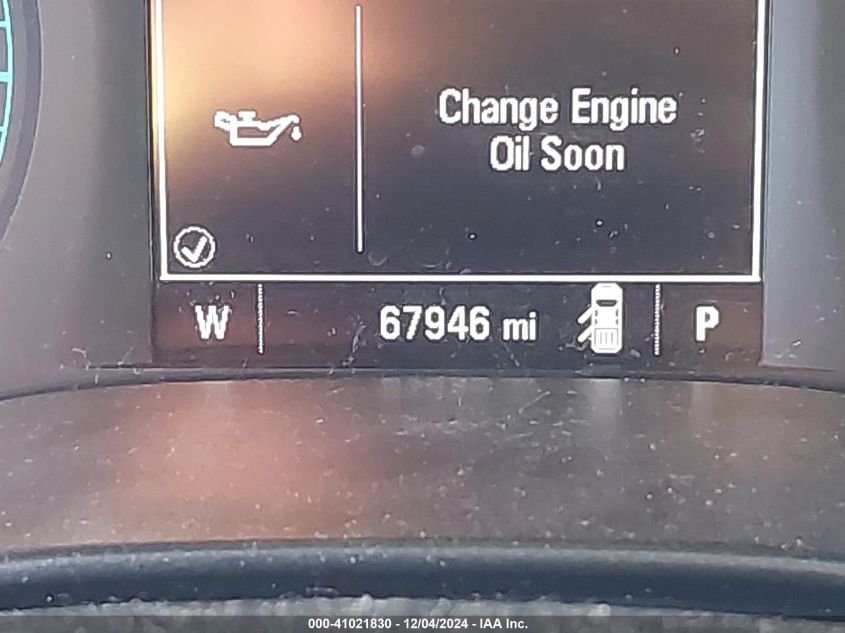 Change Engine
Oil Soon
W 67946 mi P
000-41021830 - 12/04/2024 - IAA Inc.